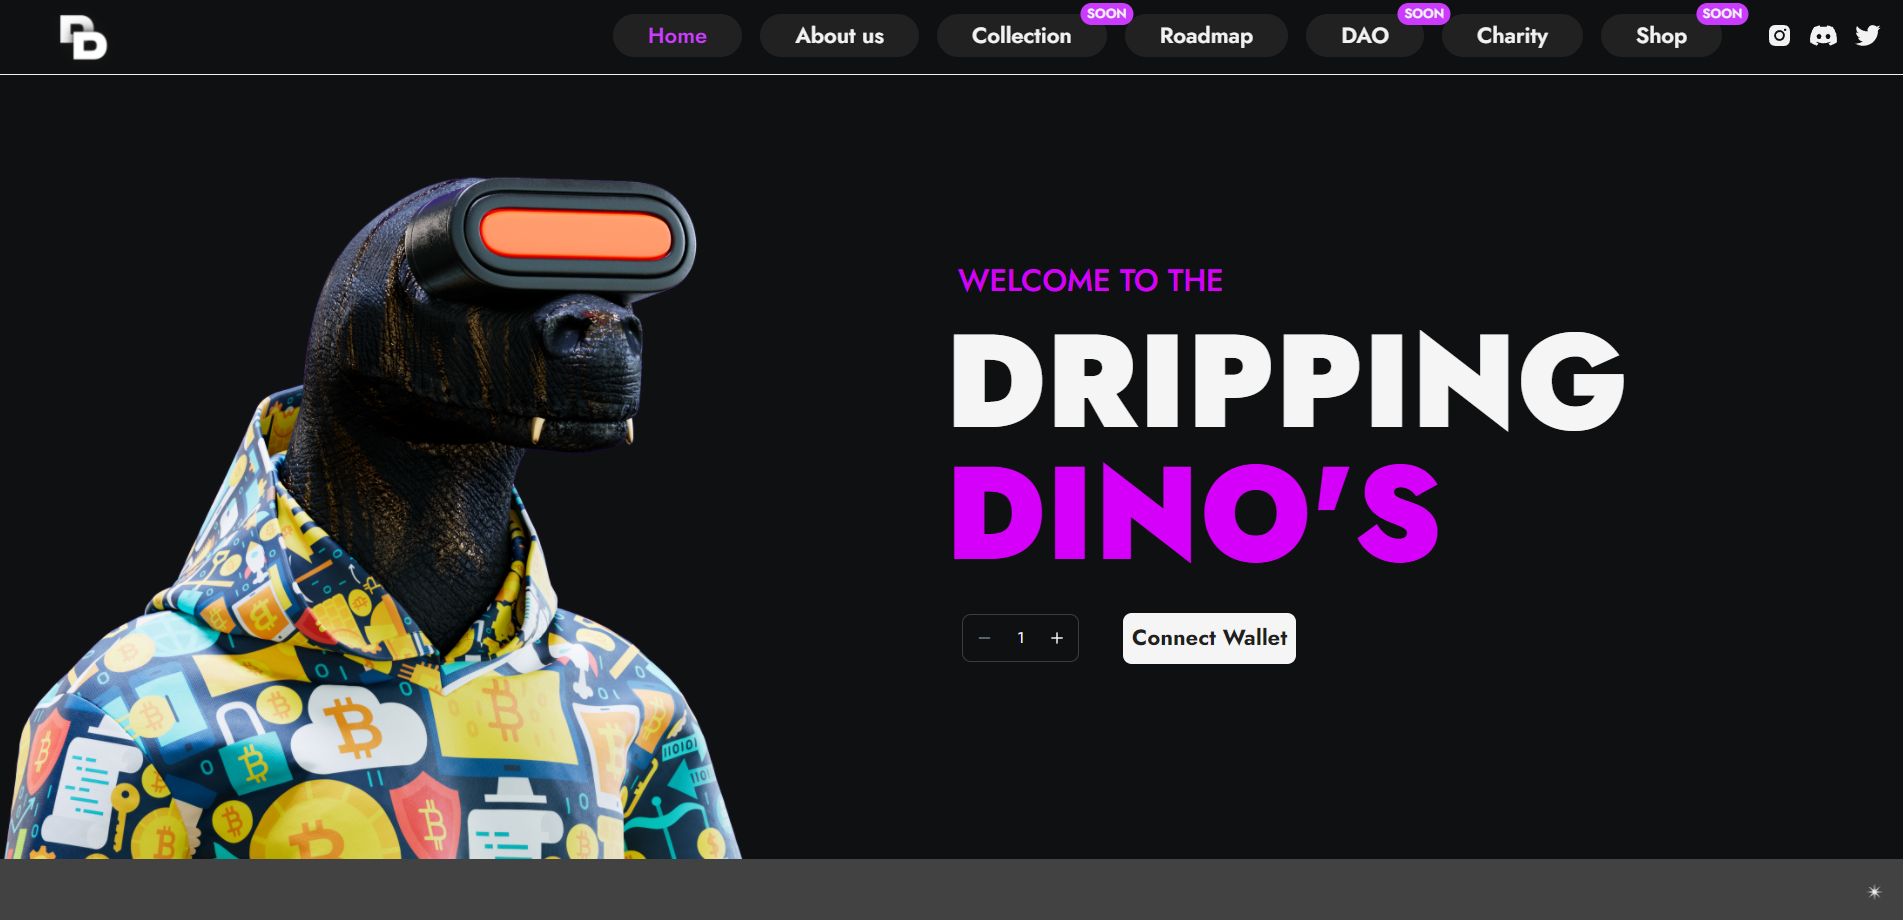 DD
Home
About us
Collection
SOON
Roadmap
DAO
SOON
Charity
Shop
SOON
WELCOME TO THE
DRIPPING
DINO'S
− 1 +
Connect Wallet